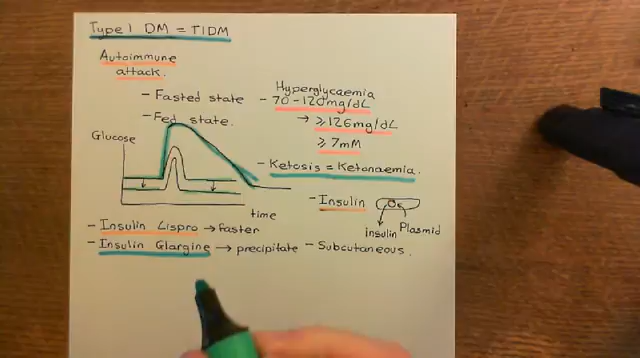 Type 1 DM = T1DM
Autoimmune
attack.
- Fasted state
- Fed state.
Hyperglycaemia
- 70-120mg/dL
→ ≥126mg/dL
≥7mM
- Ketosis = Ketonaemia.
Glucose
time
- Insulin
insulin Plasmid
- Insulin Lispro → faster
- Insulin Glargine → precipitate - Subcutaneous.